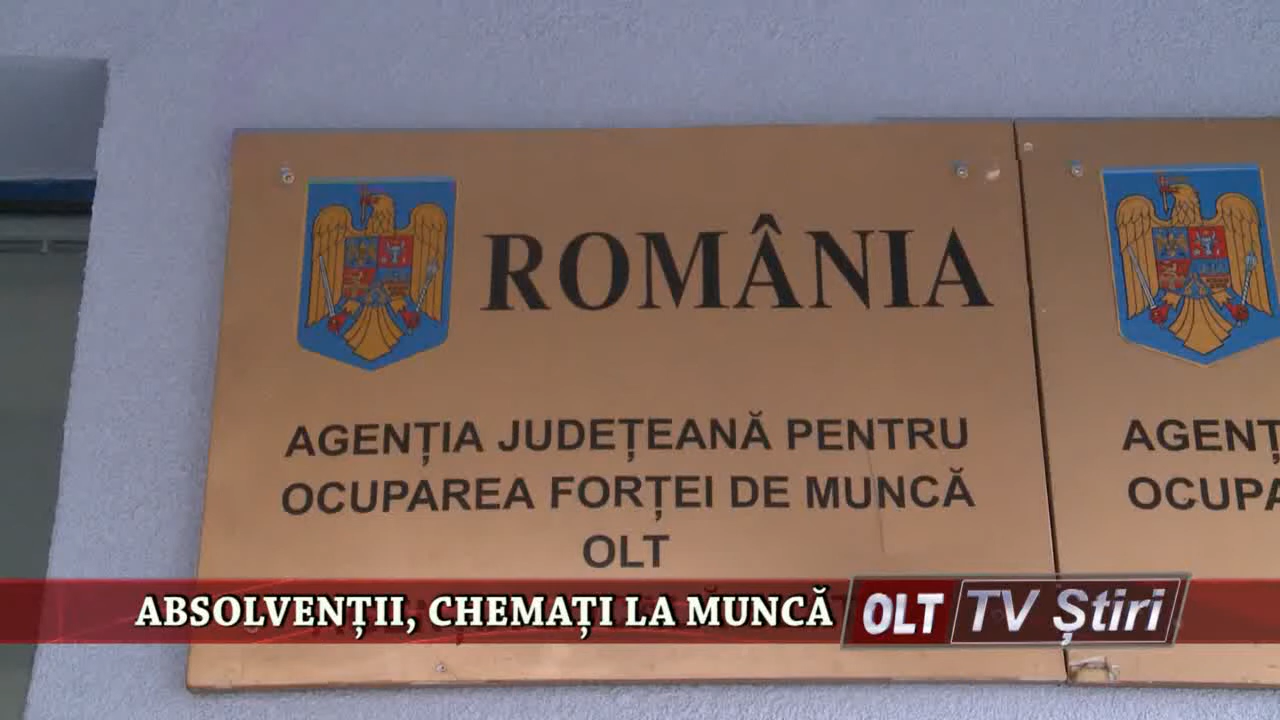 ROMÂNIA
AGENȚIA JUDEȚEANĂ PENTRU
OCUPAREA FORȚEI DE MUNCĂ
OLT
AGENȚ
OCUPA
ABSOLVENȚII, CHEMAȚI LA MUNCĂ
OLT TV Știri